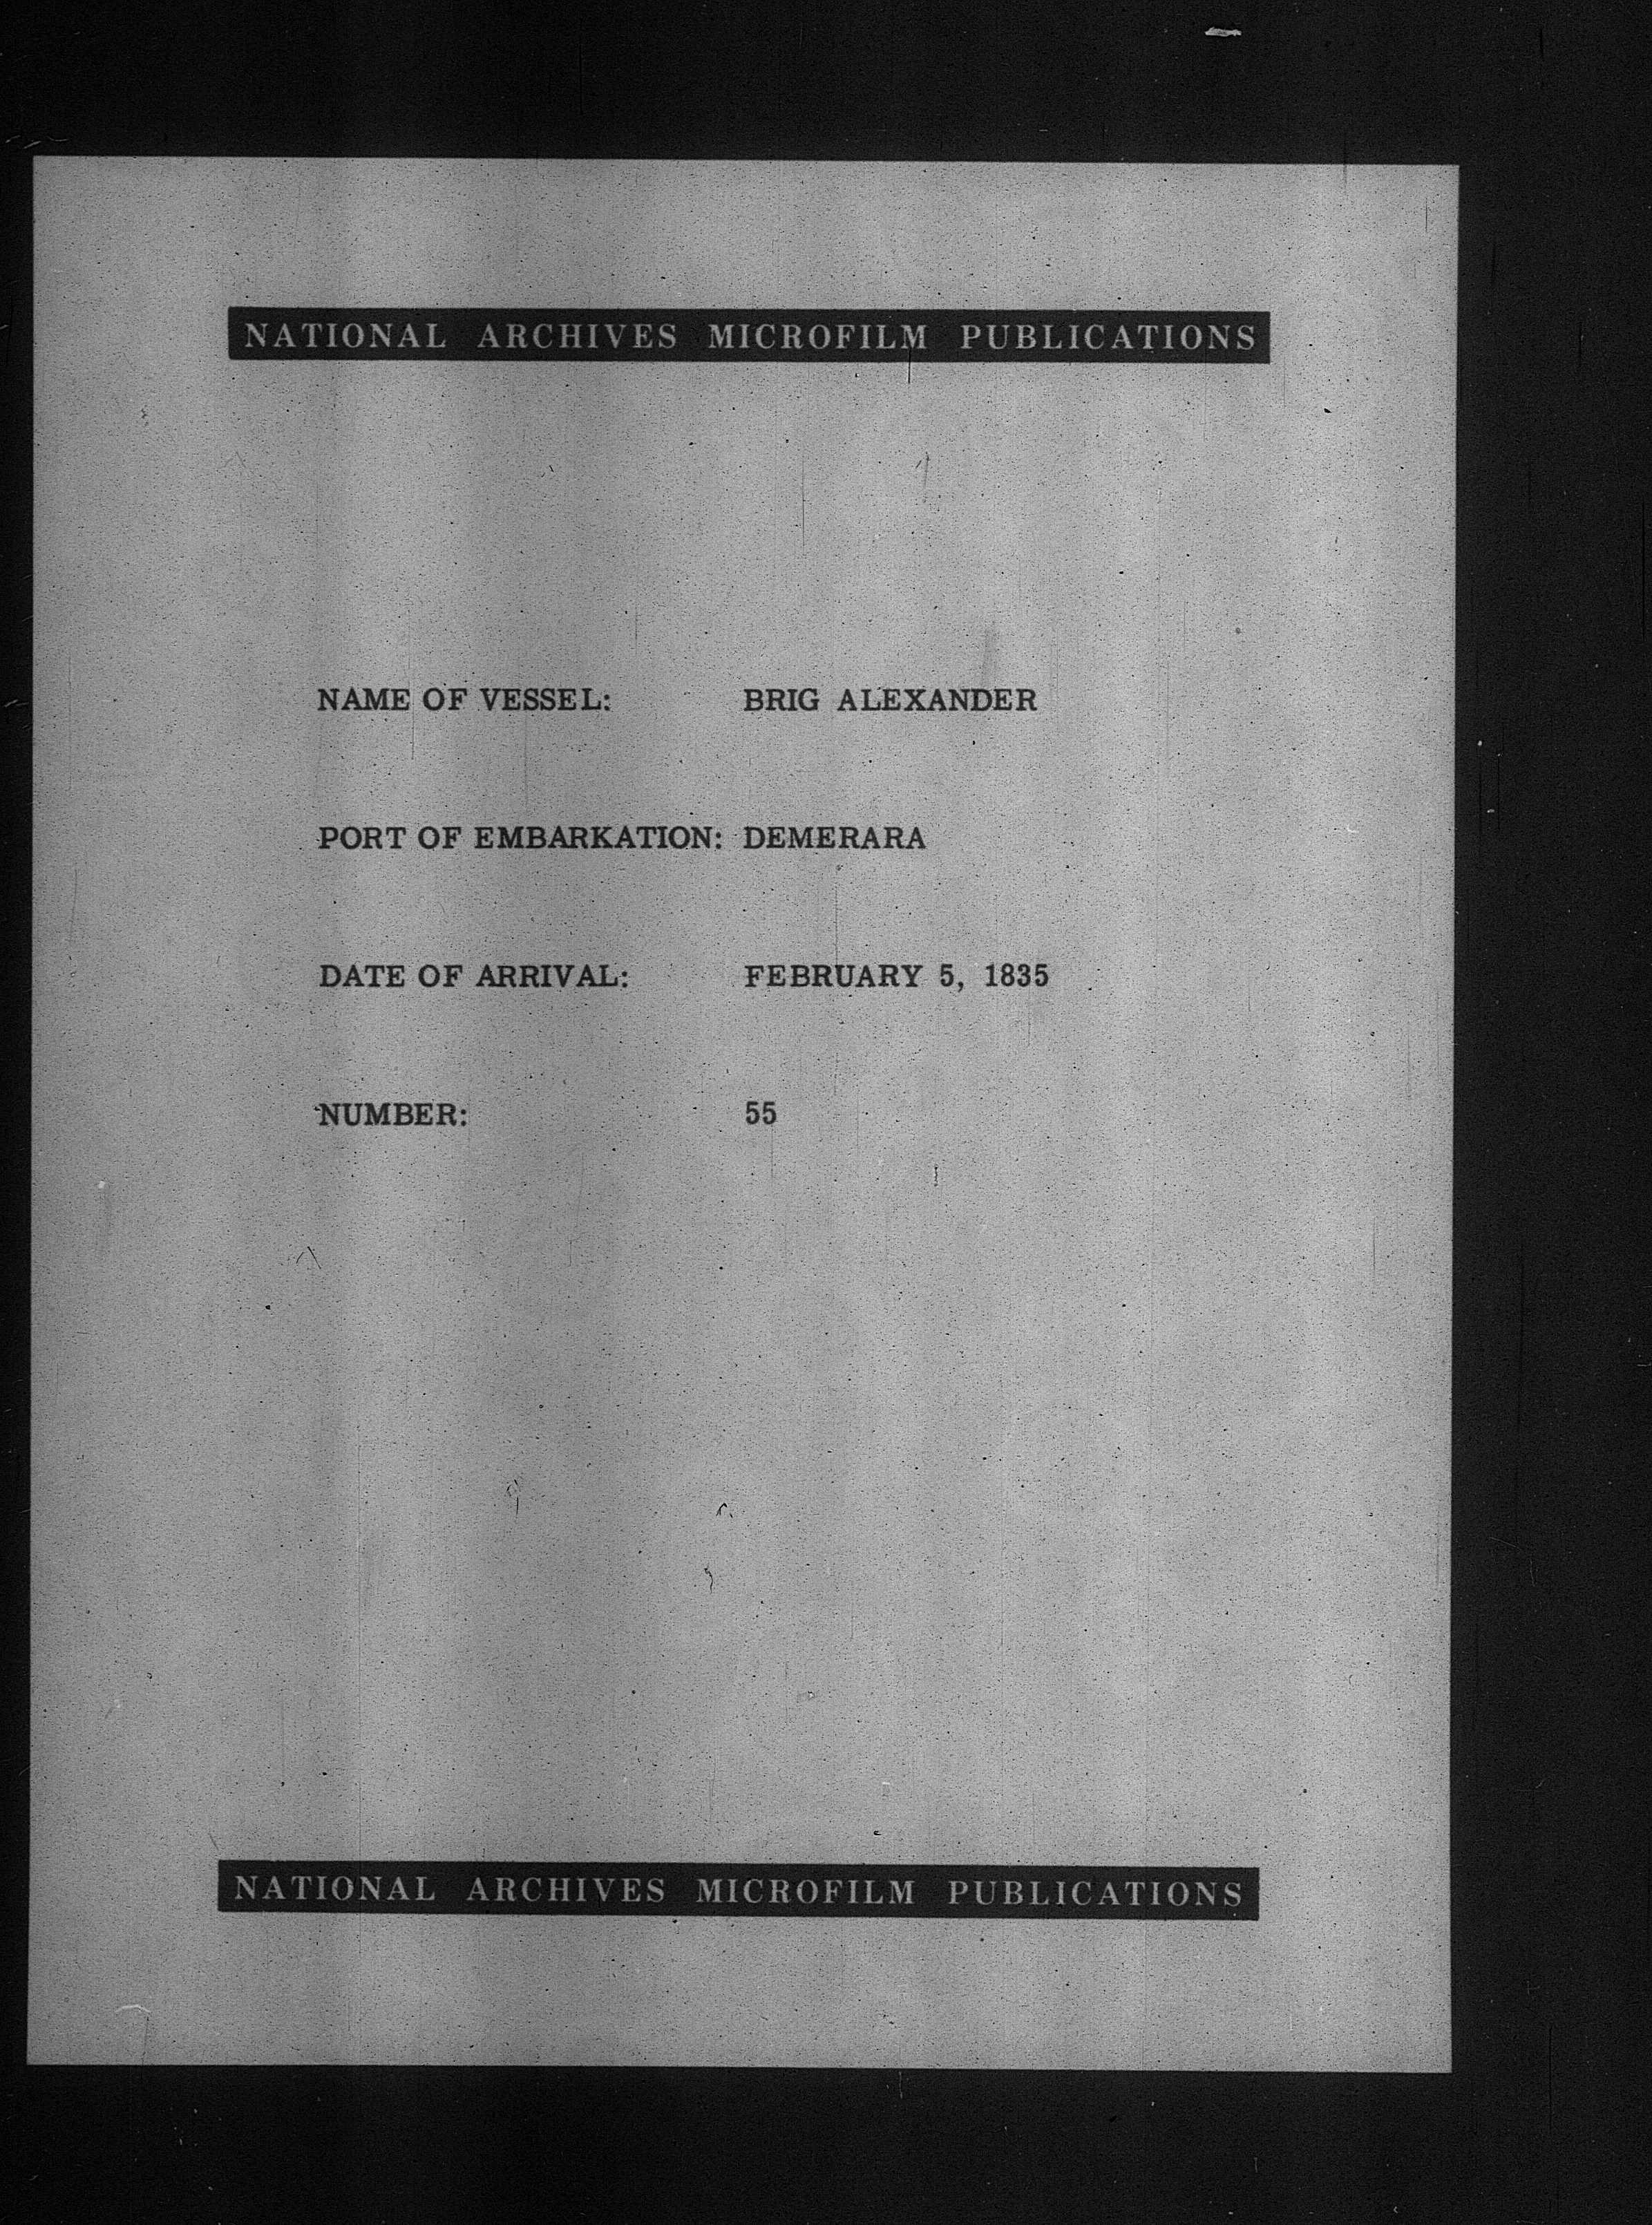 NATIONAL ARCHIVES MICROFILM PUBLICATIONS
NAME OF VESSEL: BRIG ALEXANDER
PORT OF EMBARKATION: DEMERARA
DATE OF ARRIVAL: FEBRUARY 5, 1835
NUMBER: 55
NATIONAL ARCHIVES MICROFILM PUBLICATIONS